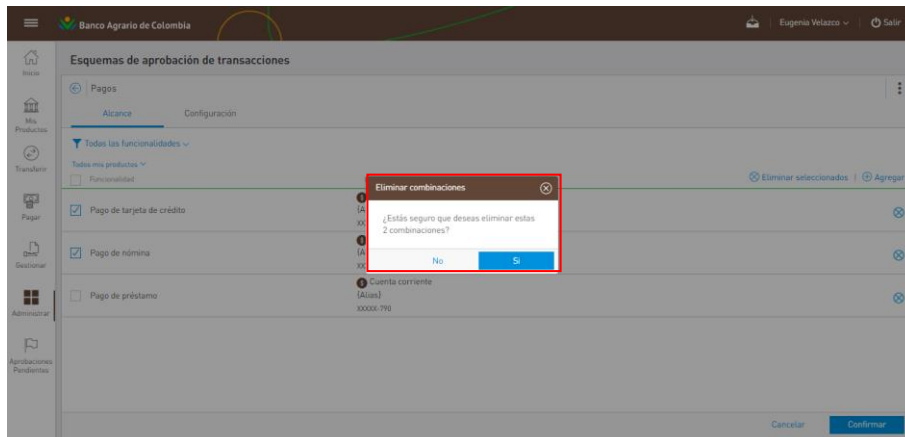 Banco Agrario de Colombia
Eugenia Velazco
Salir
Inicio
Mis
Productos
Transferir
Pagar
Gestionar
Administrar
Aprobaciones
Pendientes
Esquemas de aprobación de transacciones
Pagos
Alcance
Configuración
Todas las funcionalidades
Todos mis productos
Funcionalidad
Eliminar seleccionados | Agregar
Pago de tarjeta de crédito
(A
XX
Pago de nómina
(A
XX
Pago de préstamo
Cuenta corriente
(Alias)
XXXXX-790
Eliminar combinaciones
¿Estás seguro que deseas eliminar estas
2 combinaciones?
No
Si
Cancelar
Confirmar